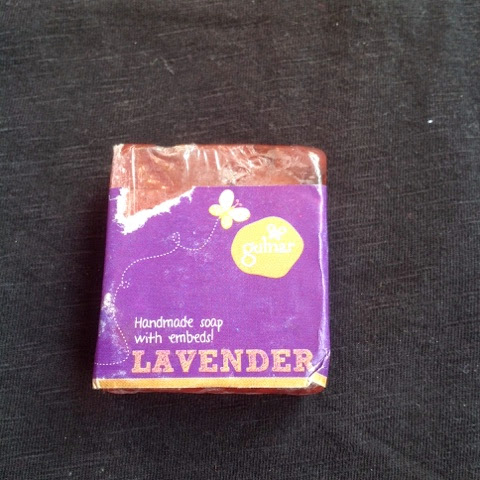 gulnar
Handmade soap
with embeds!
LAVENDER